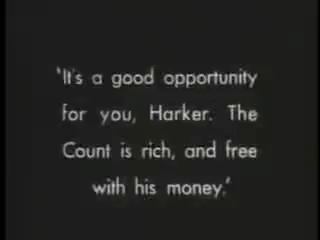 'It's a good opportunity
for you, Harker. The
Count is rich, and free
with his money.'